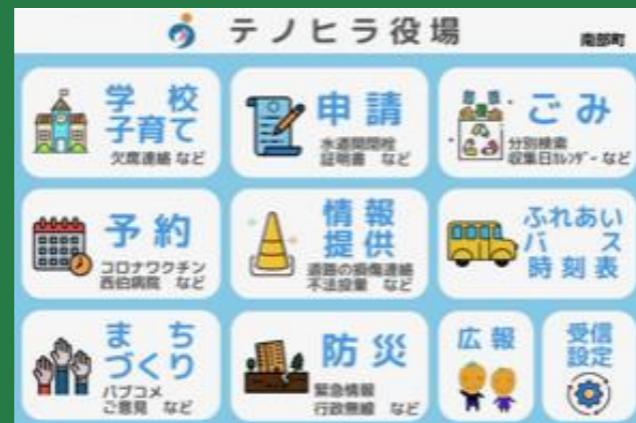 テノヒラ役場
南部町
学校
子育て
欠席連絡 など
申請
水道開閉栓
証明書 など
ごみ
分別検索
収集日カレンダー など
予約
コロナワクチン
西伯病院 など
情報
提供
道路の損傷連絡
不法投棄 など
ふれあい
バス
時刻表
まち
づくり
パブコメ
ご意見 など
防災
緊急情報
行政無線 など
広報
受信
設定